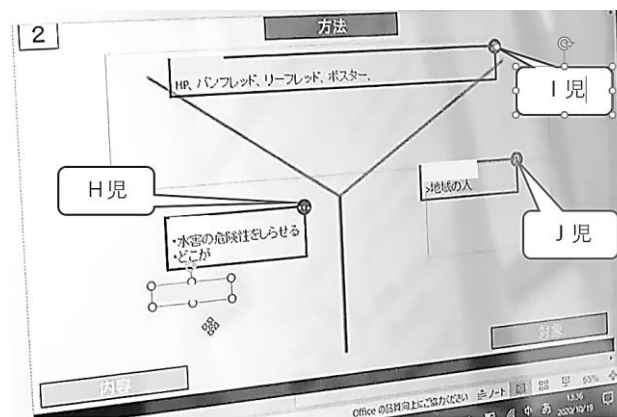 2
方法
HP、パンフレッド、リーフレッド、ポスター、
I 児
H 児
>地域の人
J 児
・水害の危険性をしらせる
・どこが
対象
内容
Office の品質向上にご協力ください
ノート
65%
あ
13:36
2020/10/19